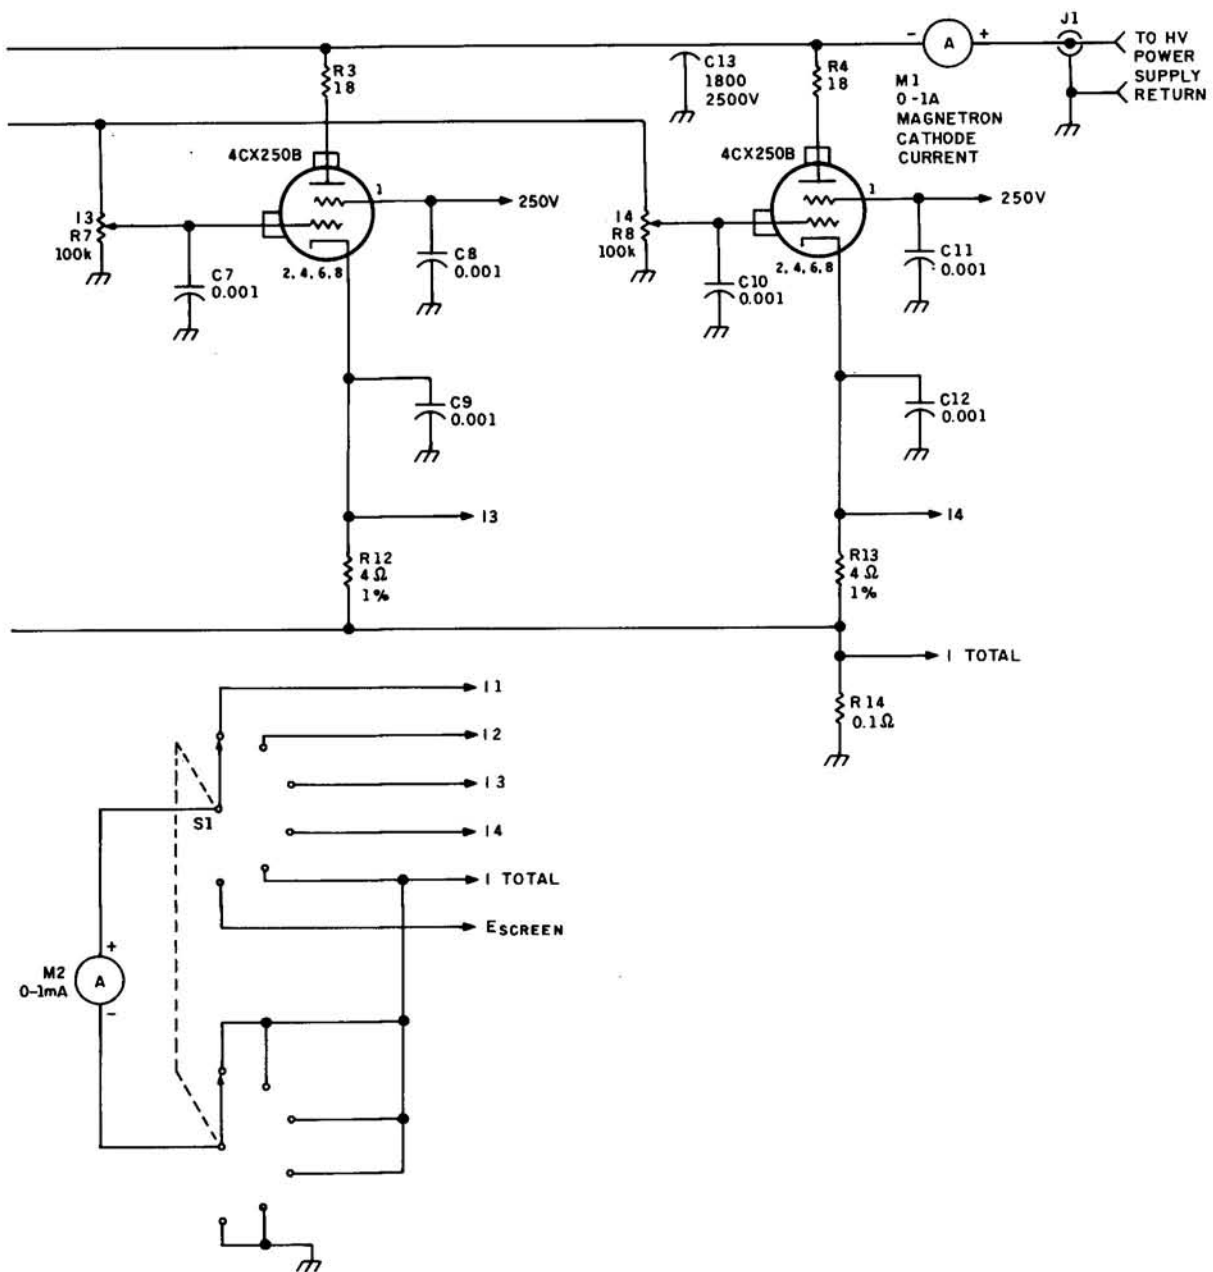 J1
- A +
TO HV
POWER
SUPPLY
RETURN
R3
18
C13
1800
2500V
R4
18
M1
0-1A
MAGNETRON
CATHODE
CURRENT
4CX250B
1
250V
I3
R7
100k
C7
0.001
2, 4, 6, 8
C8
0.001
4CX250B
1
250V
I4
R8
100k
C10
0.001
2, 4, 6, 8
C11
0.001
C9
0.001
C12
0.001
I3
I4
R12
4Ω
1%
R13
4Ω
1%
I TOTAL
R14
0.1Ω
I1
I2
I3
S1
I4
I TOTAL
ESCREEN
+
M2
0-1mA
A
-